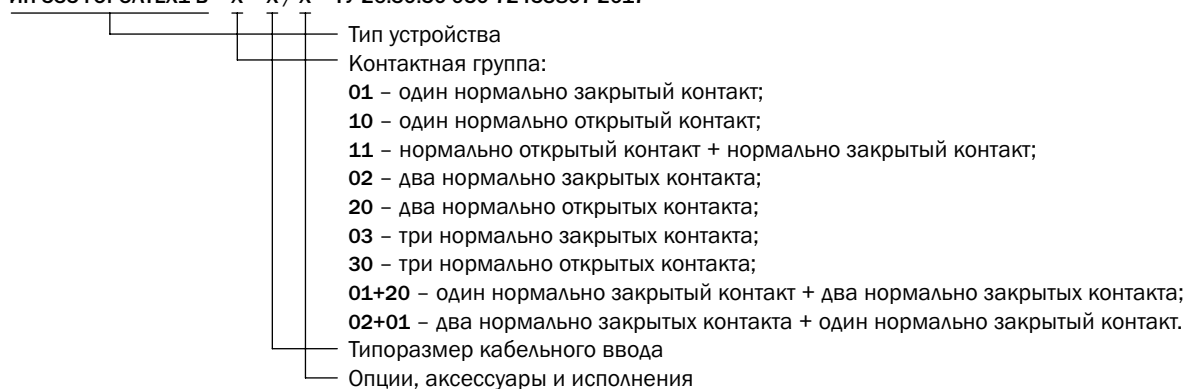 Тип устройства
Контактная группа:
01 – один нормально закрытый контакт;
10 – один нормально открытый контакт;
11 – нормально открытый контакт + нормально закрытый контакт;
02 – два нормально закрытых контакта;
20 – два нормально открытых контакта;
03 – три нормально закрытых контакта;
30 – три нормально открытых контакта;
01+20 – один нормально закрытый контакт + два нормально закрытых контакта;
02+01 – два нормально закрытых контакта + один нормально закрытый контакт.
Типоразмер кабельного ввода
Опции, аксессуары и исполнения